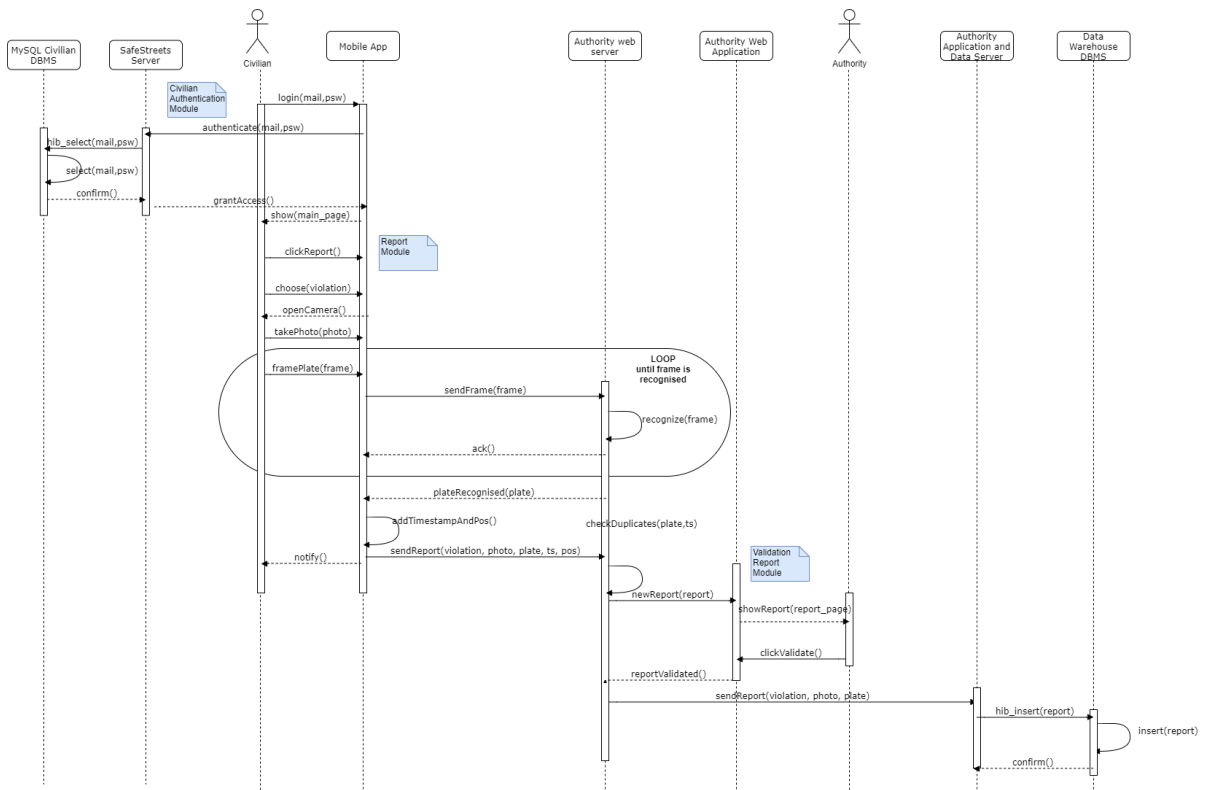 MySQL Civilian
DBMS
SafeStreets
Server
Civilian
Mobile App
Authority web
server
Authority Web
Application
Authority
Authority
Application and
Data Server
Data
Warehouse
DBMS
Civilian
Authentication
Module
login(mail,psw)
authenticate(mail,psw)
hib_select(mail,psw)
select(mail,psw)
confirm()
grantAccess()
show(main_page)
Report
Module
clickReport()
choose(violation)
openCamera()
takePhoto(photo)
LOOP
until frame is
recognised
framePlate(frame)
sendFrame(frame)
recognize(frame)
ack()
plateRecognised(plate)
addTimestampAndPos()
checkDuplicates(plate,ts)
sendReport(violation, photo, plate, ts, pos)
notify()
Validation
Report
Module
newReport(report)
showReport(report_page)
clickValidate()
reportValidated()
sendReport(violation, photo, plate)
hib_insert(report)
insert(report)
confirm()